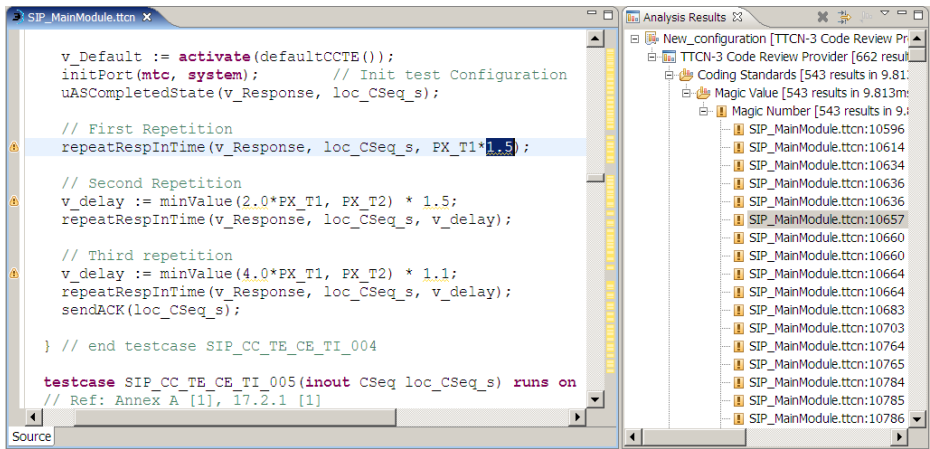 SIP_MainModule.ttcn
v_Default := activate(defaultCCTE());
initPort(mtc, system);        // Init test Configuration
uASCompletedState(v_Response, loc_CSeq_s);
// First Repetition
repeatRespInTime(v_Response, loc_CSeq_s, PX_T1*1.5);
// Second Repetition
v_delay := minValue(2.0*PX_T1, PX_T2) * 1.5;
repeatRespInTime(v_Response, loc_CSeq_s, v_delay);
// Third repetition
v_delay := minValue(4.0*PX_T1, PX_T2) * 1.1;
repeatRespInTime(v_Response, loc_CSeq_s, v_delay);
sendACK(loc_CSeq_s);
} // end testcase SIP_CC_TE_CE_TI_004
testcase SIP_CC_TE_CE_TI_005(inout CSeq loc_CSeq_s) runs on
// Ref: Annex A [1], 17.2.1 [1]
Source
Analysis Results
New_configuration [TTCN-3 Code Review Pr
TTCN-3 Code Review Provider [662 result
Coding Standards [543 results in 9.81
Magic Value [543 results in 9.813ms
Magic Number [543 results in 9.
SIP_MainModule.ttcn:10596
SIP_MainModule.ttcn:10614
SIP_MainModule.ttcn:10634
SIP_MainModule.ttcn:10636
SIP_MainModule.ttcn:10636
SIP_MainModule.ttcn:10657
SIP_MainModule.ttcn:10660
SIP_MainModule.ttcn:10660
SIP_MainModule.ttcn:10664
SIP_MainModule.ttcn:10664
SIP_MainModule.ttcn:10683
SIP_MainModule.ttcn:10703
SIP_MainModule.ttcn:10764
SIP_MainModule.ttcn:10765
SIP_MainModule.ttcn:10784
SIP_MainModule.ttcn:10785
SIP_MainModule.ttcn:10786